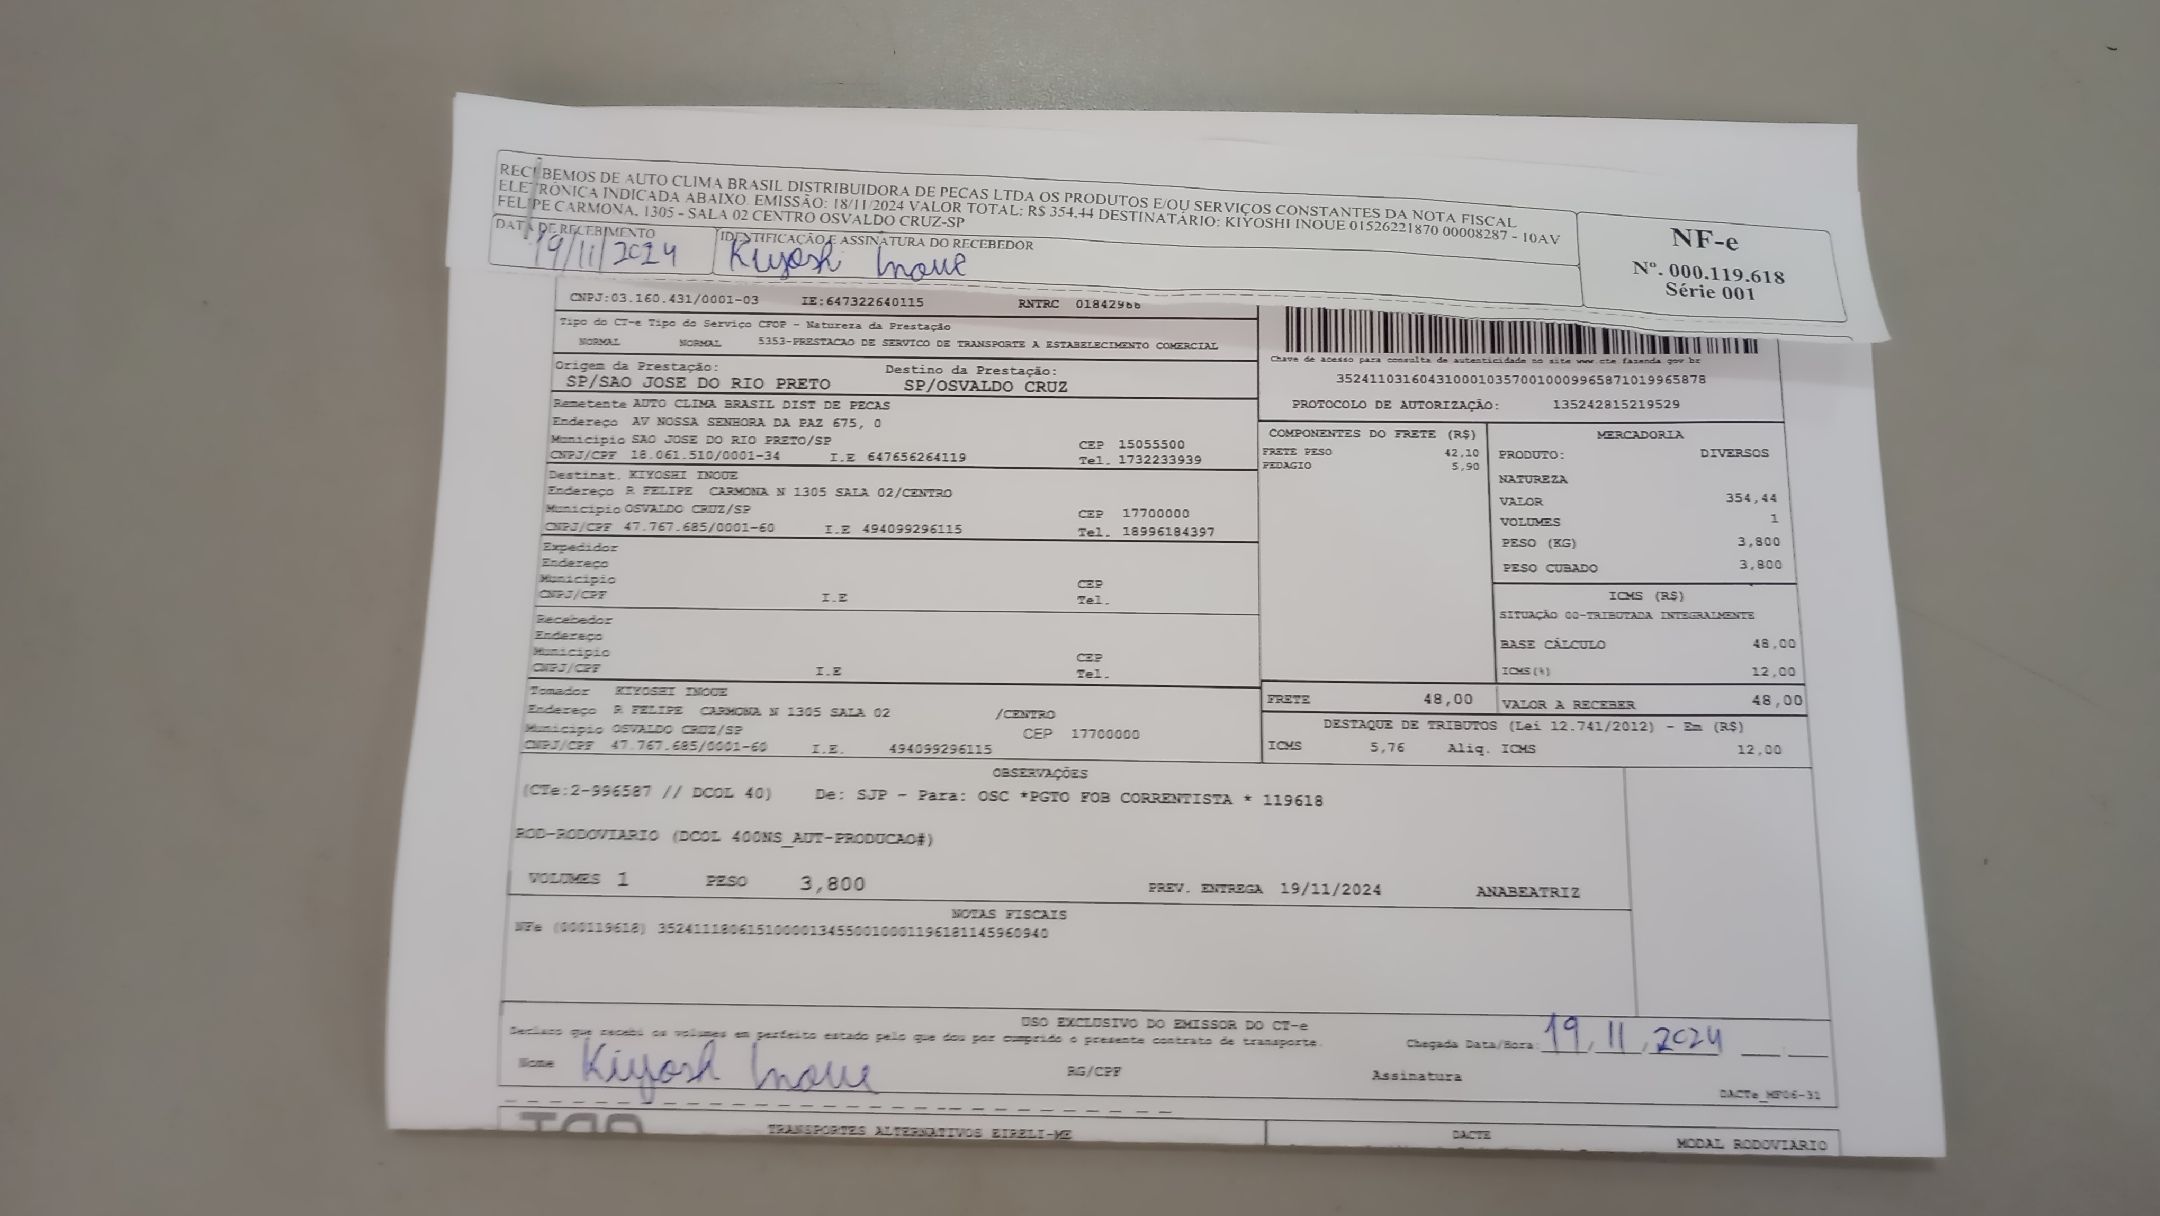 RECEBEMOS DE AUTO CLIMA BRASIL DISTRIBUIDORA DE PECAS LTDA OS PRODUTOS E/OU SERVIÇOS CONSTANTES DA NOTA FISCAL
ELETRÔNICA INDICADA ABAIXO. EMISSÃO: 18/11/2024 VALOR TOTAL: R$ 354,44 DESTINATÁRIO: KIYOSHI INOUE 01526221870 00008287 - 10AV
FELIPE CARMONA, 1305 - SALA 02 CENTRO OSVALDO CRUZ-SP
DATA DE RECEBIMENTO IDENTIFICAÇÃO E ASSINATURA DO RECEBEDOR
19/11/2024 Kiyosh Inoue
NF-e
Nº. 000.119.618
Série 001
CNPJ:03.160.431/0001-03 IE:647322640115 RNTRC 01842966
Tipo do CT-e Tipo do Serviço CFOP - Natureza da Prestação
NORMAL NORMAL 5353-PRESTACAO DE SERVICO DE TRANSPORTE A ESTABELECIMENTO COMERCIAL
Chave de acesso para consulta de autenticidade no site www cte fazenda gov br
35241103160431000103570010009965871019965878
PROTOCOLO DE AUTORIZAÇÃO: 135242815219529
Origem da Prestação: Destino da Prestação:
SP/SAO JOSE DO RIO PRETO SP/OSVALDO CRUZ
Remetente AUTO CLIMA BRASIL DIST DE PECAS
Endereço AV NOSSA SENHORA DA PAZ 675, 0
Municipio SAO JOSE DO RIO PRETO/SP CEP 15055500
CNPJ/CPF 18.061.510/0001-34 I.E 647656264119 Tel. 1732233939
Destinat. KIYOSHI INOUE
Endereço R FELIPE CARMONA N 1305 SALA 02/CENTRO
Municipio OSVALDO CRUZ/SP CEP 17700000
CNPJ/CPF 47.767.685/0001-60 I.E 494099296115 Tel. 18996184397
Expedidor
Endereço
Municipio CEP
CNPJ/CPF I.E Tel.
Recebedor
Endereço
Municipio CEP
CNPJ/CPF I.E Tel.
Tomador KIYOSHI INOUE
Endereço R FELIPE CARMONA N 1305 SALA 02 /CENTRO
Municipio OSVALDO CRUZ/SP CEP 17700000
CNPJ/CPF 47.767.685/0001-60 I.E. 494099296115
COMPONENTES DO FRETE (R$)
FRETE PESO 42,10
PEDAGIO 5,90
MERCADORIA
PRODUTO: DIVERSOS
NATUREZA
VALOR 354,44
VOLUMES 1
PESO (KG) 3,800
PESO CUBADO 3,800
ICMS (R$)
SITUAÇÃO 00-TRIBUTADA INTEGRALMENTE
BASE CÁLCULO 48,00
ICMS(%) 12,00
FRETE 48,00 VALOR A RECEBER 48,00
DESTAQUE DE TRIBUTOS (Lei 12.741/2012) - Em (R$)
ICMS 5,76 Aliq. ICMS 12,00
OBSERVAÇÕES
(CTe:2-996587 // DCOL 40) De: SJP - Para: OSC *PGTO FOB CORRENTISTA * 119618
ROD-RODOVIARIO (DCOL 400NS_AUT-PRODUCAO#)
VOLUMES 1 PESO 3,800 PREV. ENTREGA 19/11/2024 ANABEATRIZ
NOTAS FISCAIS
NFe (000119618) 35241118061510000134550010001196181145960940
USO EXCLUSIVO DO EMISSOR DO CT-e
Declaro que recebi os volumes em perfeito estado pelo que dou por cumprido o presente contrato de transporte.
Chegada Data/Hora: 19/11/2024
Nome Kiyosh Inoue RG/CPF Assinatura
DACTe_MF06-31
TRANSPORTES ALTERNATIVOS EIRELI-ME DACTE MODAL RODOVIARIO